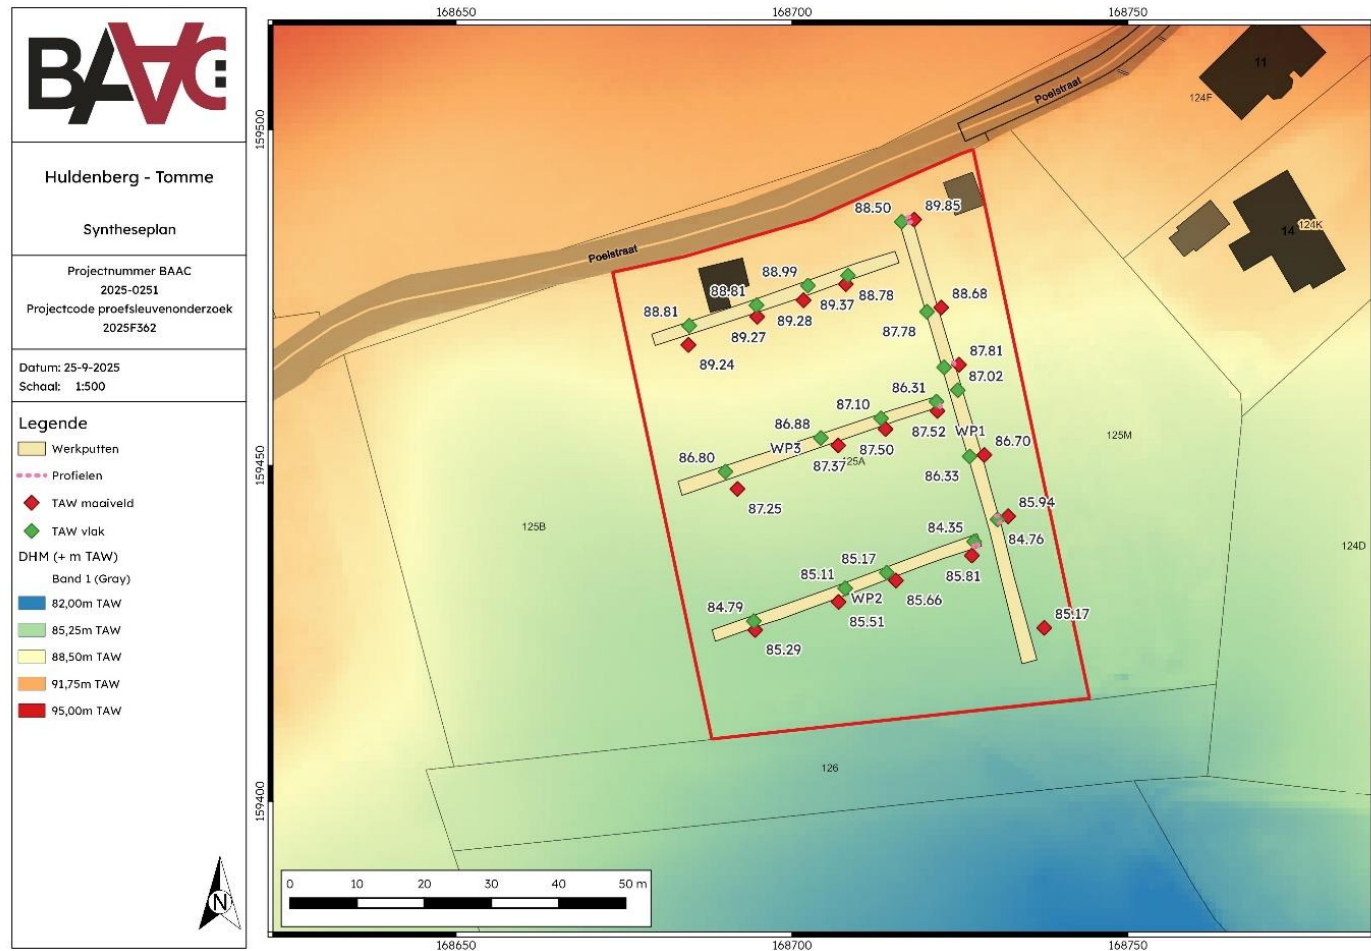 BAAC
Huldenberg - Tomme
Syntheseplan
Projectnummer BAAC
2025-0251
Projectcode proefsleuvenonderzoek
2025F362
Datum: 25-9-2025
Schaal: 1:500
Legende
Werkputten
Profielen
TAW maaiveld
TAW vlak
DHM (+ m TAW)
Band 1 (Gray)
82,00m TAW
85,25m TAW
88,50m TAW
91,75m TAW
95,00m TAW
N
168650
168700
168750
159500
159450
159400
168650
168700
168750
Poelstraat
Poelstraat
11
124F
14
124K
88.50
89.85
88.99
88.81
88.78
88.81
89.37
88.68
89.28
87.78
89.27
89.24
87.81
87.02
86.31
87.10
86.88
87.52
WP1
86.70
WP3
87.50
125M
86.80
87.37
125A
86.33
87.25
85.94
125B
84.35
84.76
124D
85.17
85.81
85.11
85.66
84.79
WP2
85.51
85.17
85.29
126
0
10
20
30
40
50 m